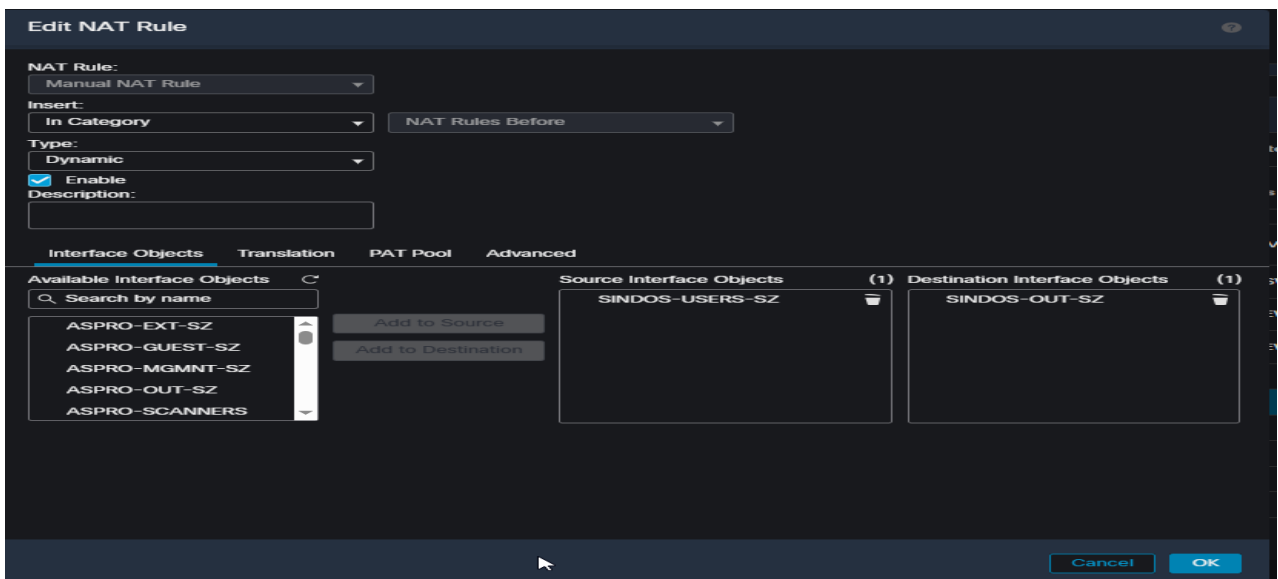 Edit NAT Rule
NAT Rule:
Manual NAT Rule
Insert:
In Category
NAT Rules Before
Type:
Dynamic
Enable
Description:
Interface Objects Translation PAT Pool Advanced
Available Interface Objects
Search by name
ASPRO-EXT-SZ
ASPRO-GUEST-SZ
ASPRO-MGMNT-SZ
ASPRO-OUT-SZ
ASPRO-SCANNERS
Add to Source
Add to Destination
Source Interface Objects (1)
SINDOS-USERS-SZ
Destination Interface Objects (1)
SINDOS-OUT-SZ
Cancel OK